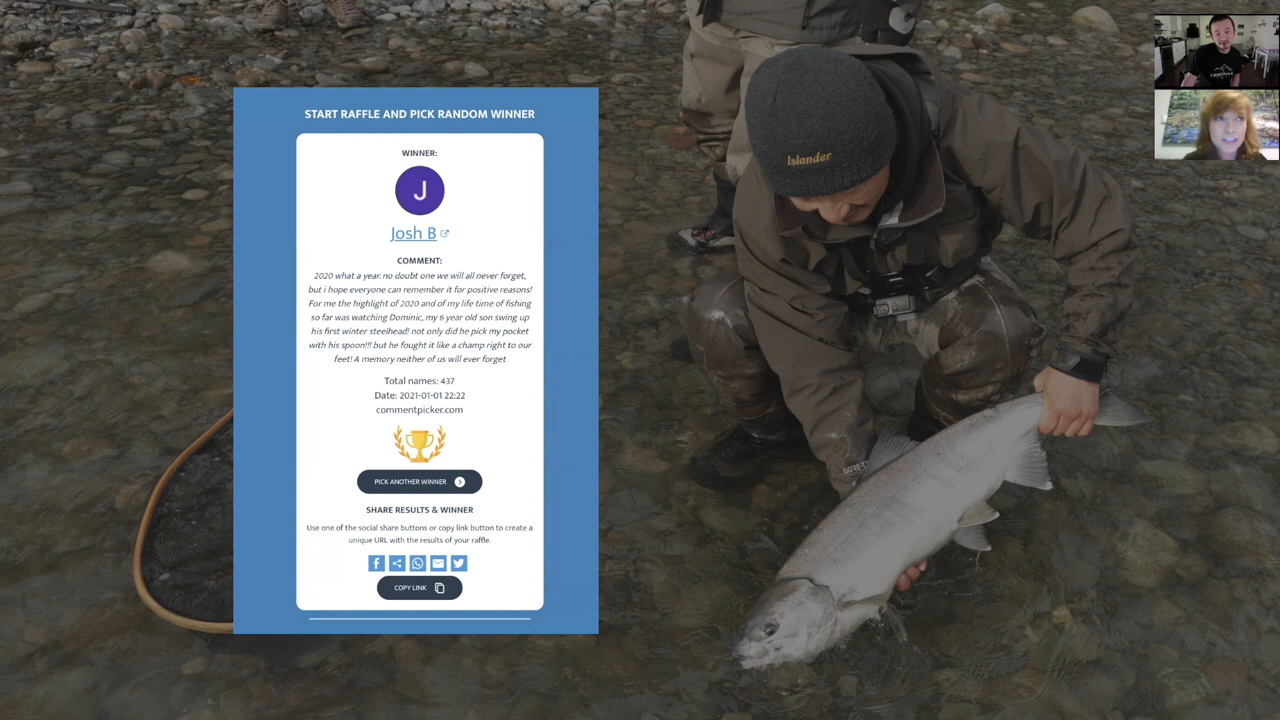 START RAFFLE AND PICK RANDOM WINNER
WINNER:
J
Josh B
COMMENT:
2020 what a year. no doubt one we will all never forget,
but i hope everyone can remember it for positive reasons!
For me the highlight of 2020 and of my life time of fishing
so far was watching Dominic, my 6 year old son swing up
his first winter steelhead! not only did he pick my pocket
with his spoon!!! but he fought it like a champ right to our
feet! A memory neither of us will ever forget
Total names: 437
Date: 2021-01-01 22:22
commentpicker.com
PICK ANOTHER WINNER
SHARE RESULTS & WINNER
Use one of the social share buttons or copy link button to create a
unique URL with the results of your raffle.
COPY LINK
Islander
GORE-T